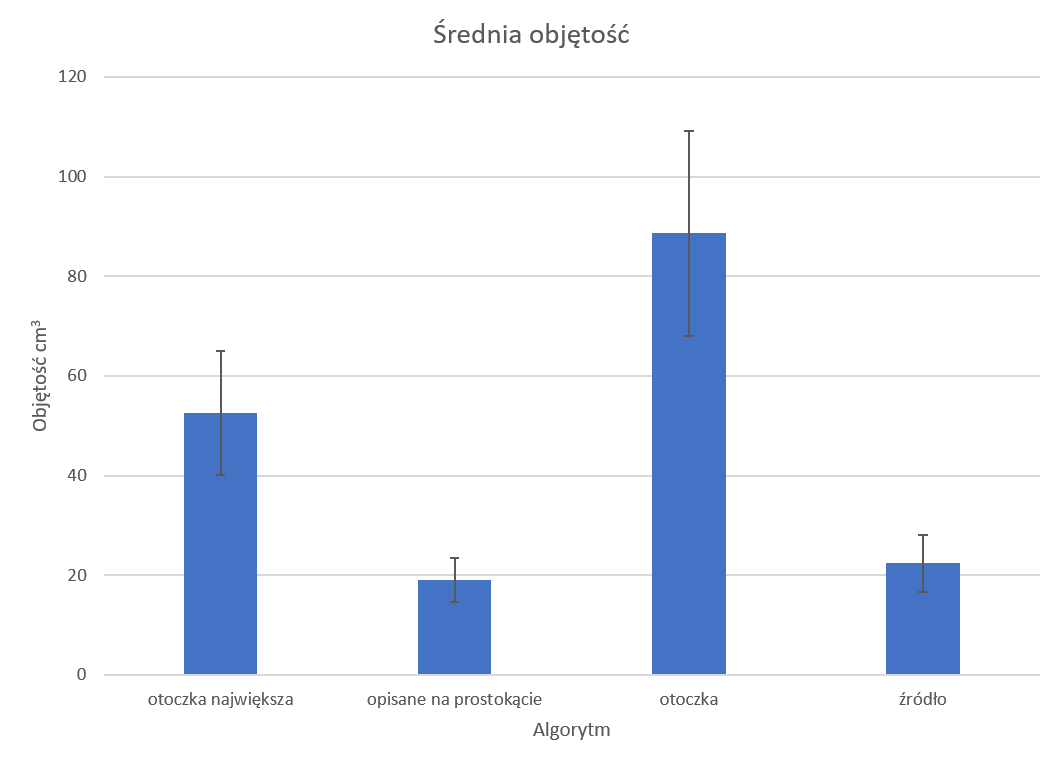 Średnia objętość
120
100
80
60
40
20
0
Objętość cm³
otoczka największa
opisane na prostokącie
otoczka
źródło
Algorytm